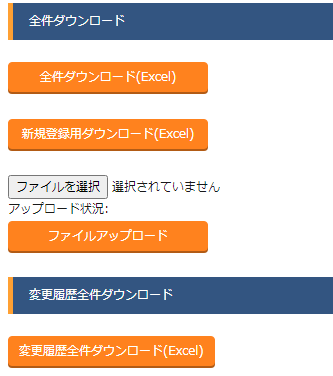 全件ダウンロード
全件ダウンロード(Excel)
新規登録用ダウンロード(Excel)
ファイルを選択 選択されていません
アップロード状況:
ファイルアップロード
変更履歴全件ダウンロード
変更履歴全件ダウンロード(Excel)